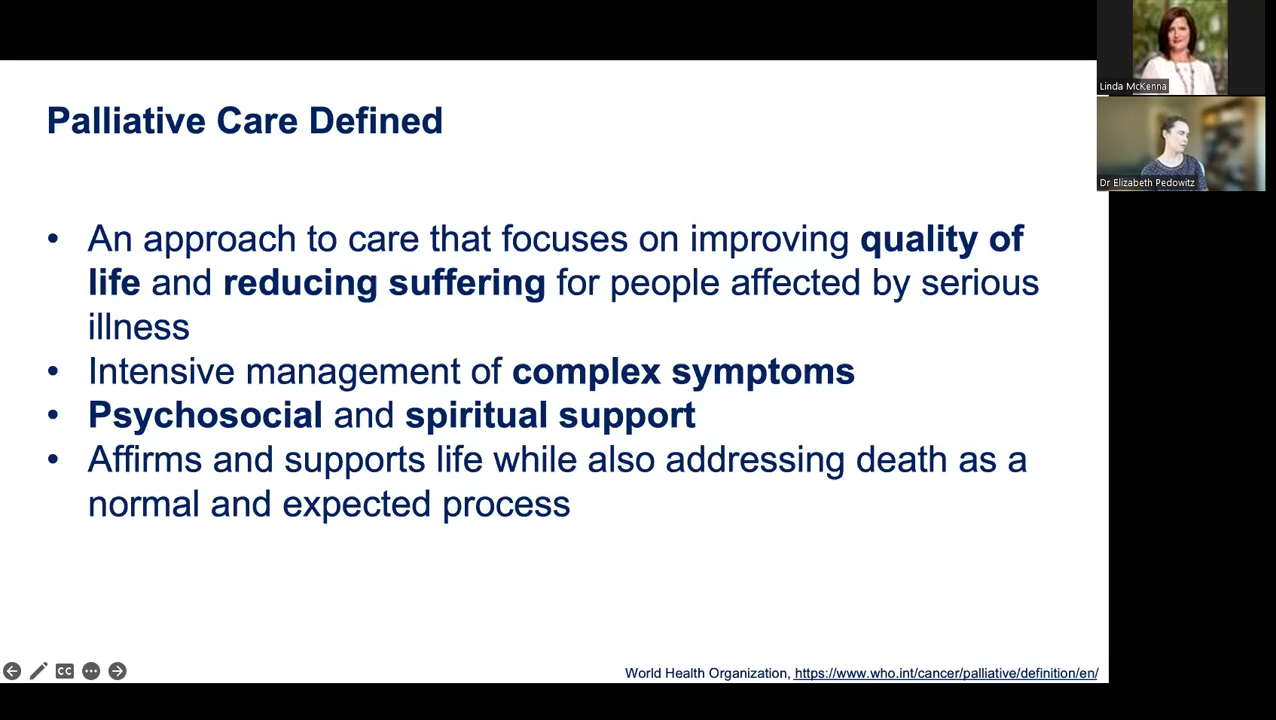 Palliative Care Defined
• An approach to care that focuses on improving quality of
life and reducing suffering for people affected by serious
illness
• Intensive management of complex symptoms
• Psychosocial and spiritual support
• Affirms and supports life while also addressing death as a
normal and expected process
World Health Organization, https://www.who.int/cancer/palliative/definition/en/
CC
Linda McKenna
Dr Elizabeth Pedowitz